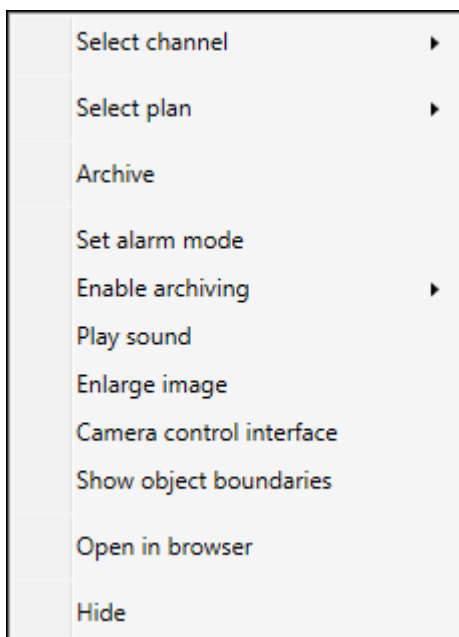 Select channel
Select plan
Archive
Set alarm mode
Enable archiving
Play sound
Enlarge image
Camera control interface
Show object boundaries
Open in browser
Hide